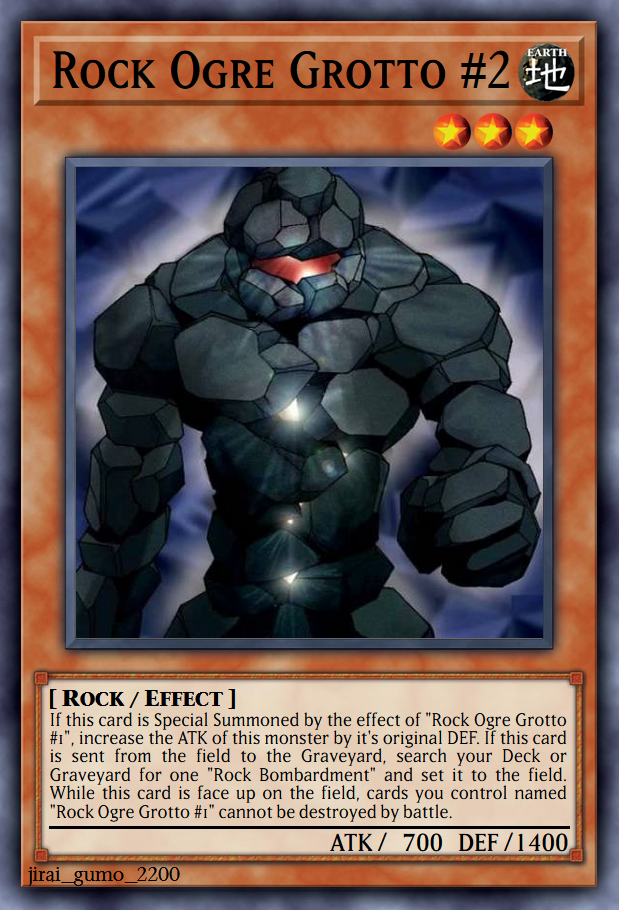 Rock Ogre Grotto #2
EARTH
地
[ Rock / Effect ]
If this card is Special Summoned by the effect of "Rock Ogre Grotto
#1", increase the ATK of this monster by it's original DEF. If this card
is sent from the field to the Graveyard, search your Deck or
Graveyard for one "Rock Bombardment" and set it to the field.
While this card is face up on the field, cards you control named
"Rock Ogre Grotto #1" cannot be destroyed by battle.
ATK/ 700 DEF/1400
jirai_gumo_2200